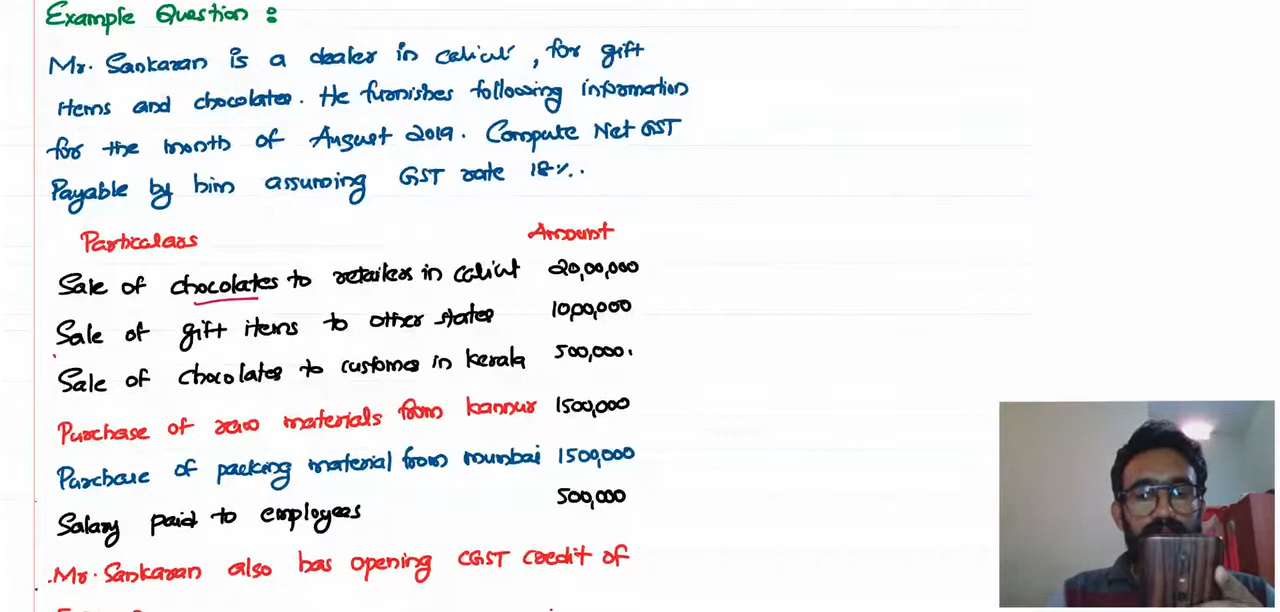 Example Question :
Mr. Sankaran is a dealer in calicut, for gift
items and chocolates. He furnishes following information
for the month of August 2019. Compute Net GST
Payable by him assuming GST rate 18%.
Particulars Amount
Sale of chocolates to retailers in calicut 20,00,000
Sale of gift items to other states 1000,000
Sale of chocolates to customer in kerala 500,000
Purchase of raw materials from kannur 1500,000
Purchase of packing material from mumbai 1500,000
Salary paid to employees 500,000
Mr. Sankaran also has opening CGST credit of